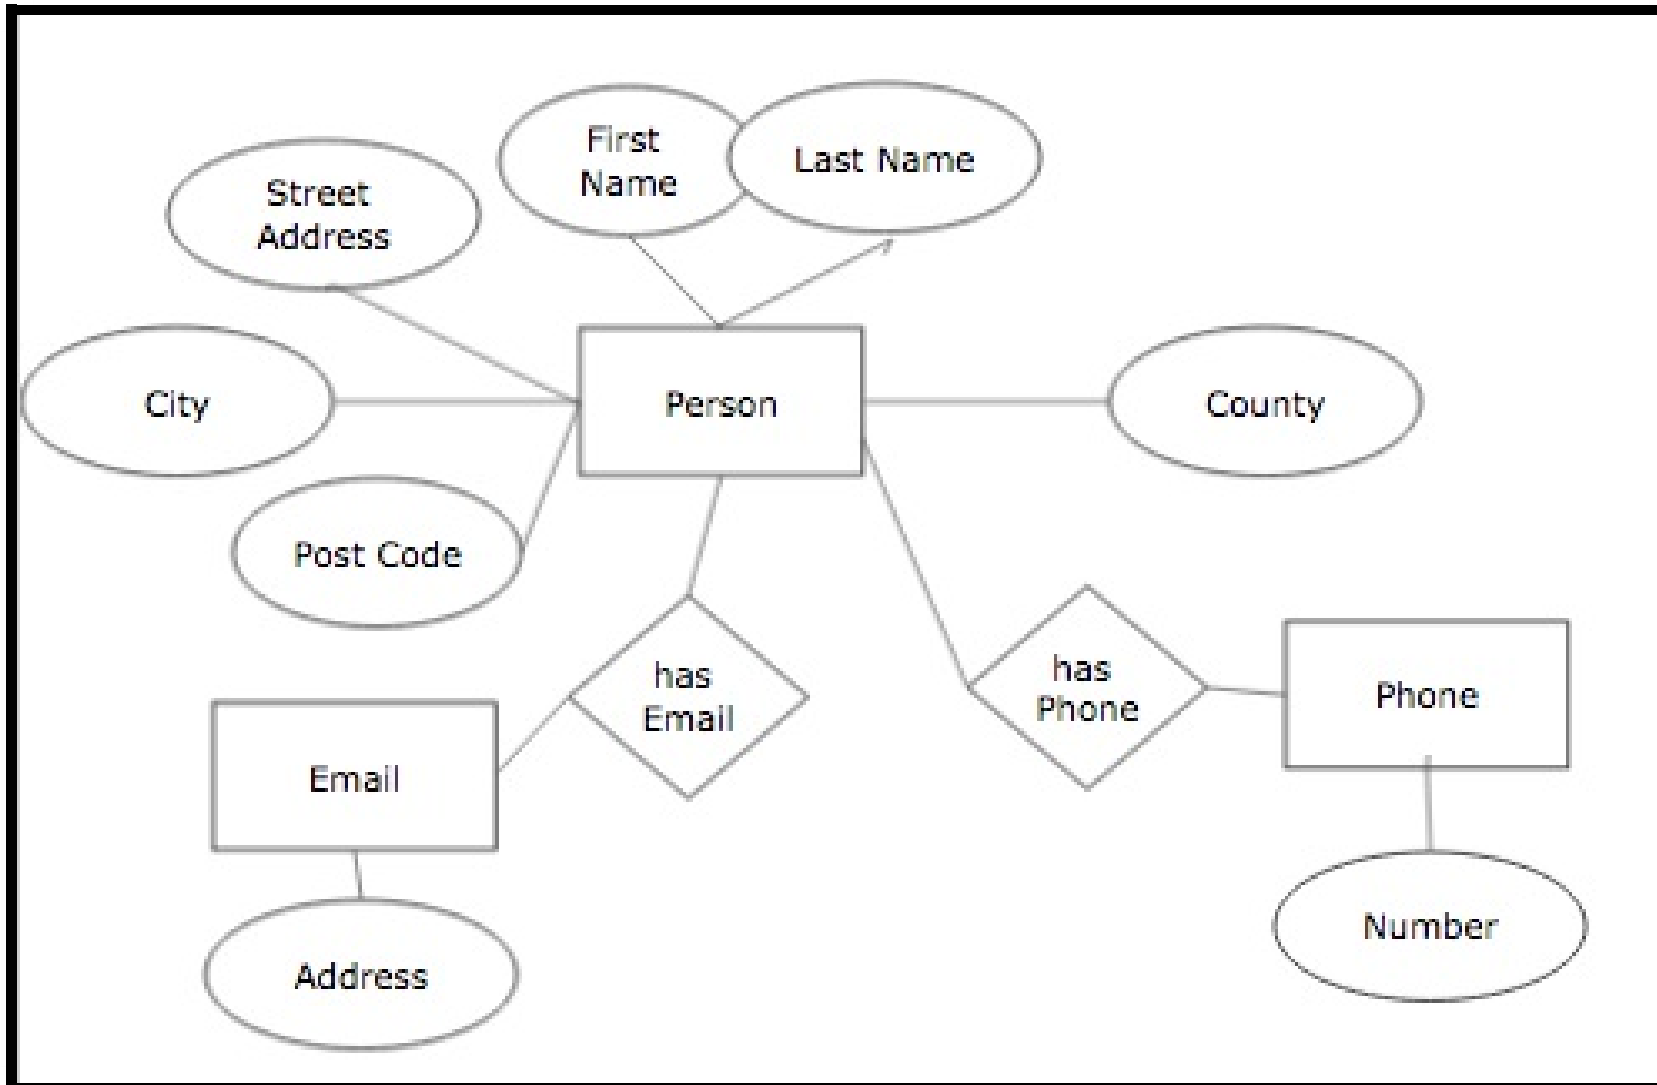 First
Name
Last Name
Street
Address
City
Person
County
Post Code
has
Email
has
Phone
Phone
Email
Number
Address